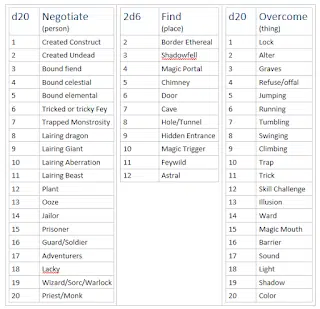 d20 Negotiate (person) 2d6 Find (place) d20 Overcome (thing)
1 Created Construct 2 Border Ethereal 1 Lock
2 Created Undead 3 Shadowfell 2 Alter
3 Bound fiend 4 Magic Portal 3 Graves
4 Bound celestial 5 Chimney 4 Refuse/offal
5 Bound elemental 6 Door 5 Jumping
6 Tricked or tricky Fey 7 Cave 6 Running
7 Trapped Monstrosity 8 Hole/Tunnel 7 Tumbling
8 Lairing dragon 9 Hidden Entrance 8 Swinging
9 Lairing Giant 10 Magic Trigger 9 Climbing
10 Lairing Aberration 11 Feywild 10 Trap
11 Lairing Beast 12 Astral 11 Trick
12 Plant 12 Skill Challenge
13 Ooze 13 Illusion
14 Jailor 14 Ward
15 Prisoner 15 Magic Mouth
16 Guard/Soldier 16 Barrier
17 Adventurers 17 Sound
18 Lacky 18 Light
19 Wizard/Sorc/Warlock 19 Shadow
20 Priest/Monk 20 Color